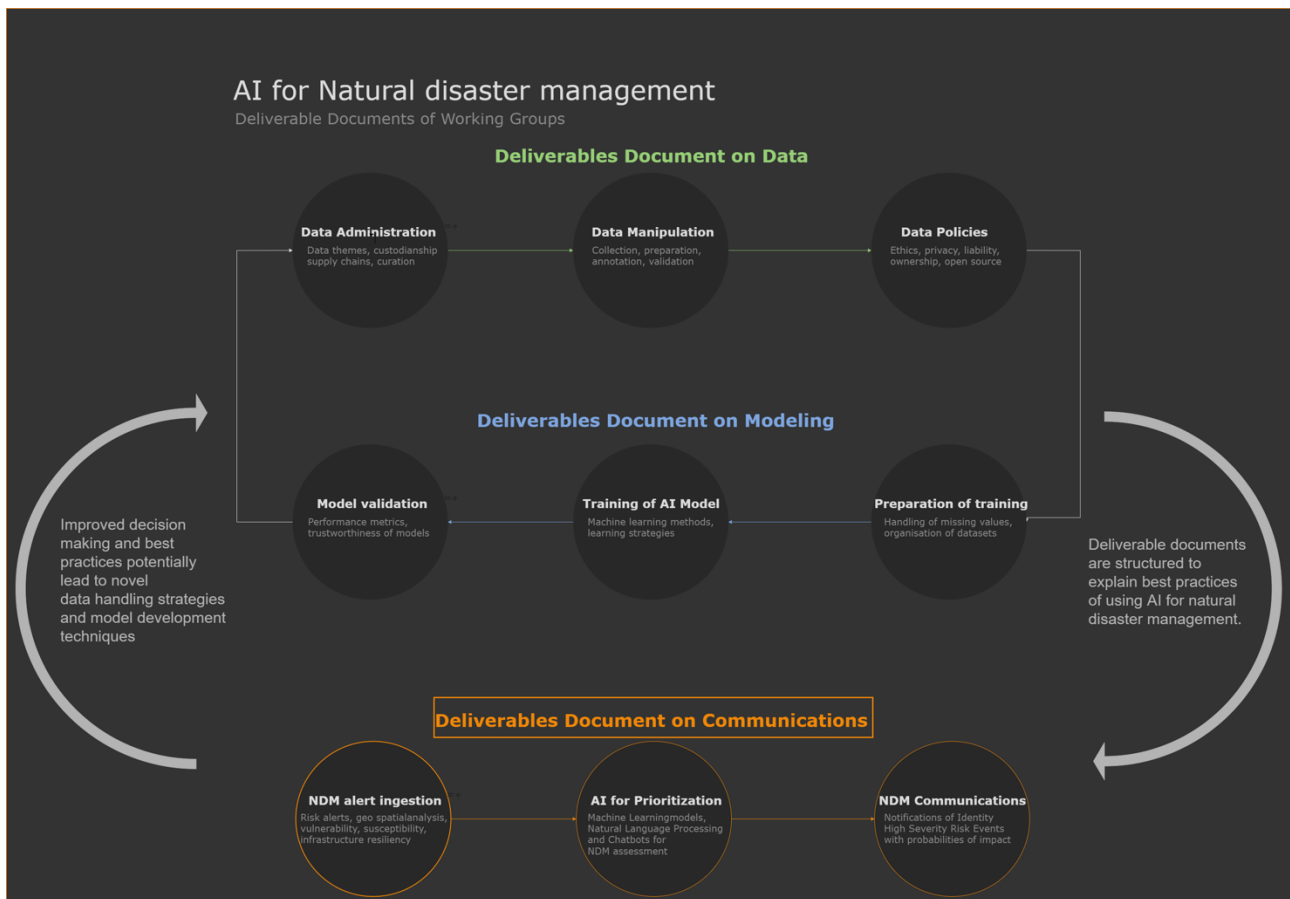 AI for Natural disaster management
Deliverable Documents of Working Groups
Deliverables Document on Data
Data Administration
Data themes, custodianship
supply chains, curation
Data Manipulation
Collection, preparation,
annotation, validation
Data Policies
Ethics, privacy, liability,
ownership, open source
Deliverables Document on Modeling
Model validation
Performance metrics,
trustworthiness of models
Training of AI Model
Machine learning methods,
learning strategies
Preparation of training
Handling of missing values,
organisation of datasets
Improved decision
making and best
practices potentially
lead to novel
data handling strategies
and model development
techniques
Deliverable documents
are structured to
explain best practices
of using AI for natural
disaster management.
Deliverables Document on Communications
NDM alert ingestion
Risk alerts, geo spatialanalysis,
vulnerability, susceptibility,
infrastructure resiliency
AI for Prioritization
Machine Learningmodels,
Natural Language Processing
and Chatbots for
NDM assessment
NDM Communications
Notifications of Identity
High Severity Risk Events
with probabilities of impact